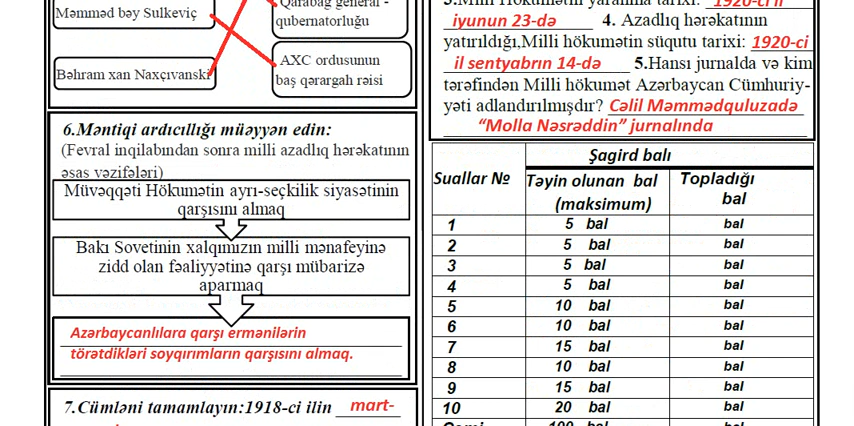 Məmməd bəy Sulkeviç
Qarabağ general -
qubernatorluğu
Bəhram xan Naxçıvanski
AXC ordusunun
baş qərargah rəisi
6.Məntiqi ardıcıllığı müəyyən edin:
(Fevral inqilabından sonra milli azadlıq hərəkatının
əsas vəzifələri)
Müvəqqəti Hökumətin ayrı-seçkilik siyasətinin
qarşısını almaq
Bakı Sovetinin xalqımızın milli mənafeyinə
zidd olan fəaliyyətinə qarşı mübarizə
aparmaq
Azərbaycanlılara qarşı ermənilərin
törətdikləri soyqırımların qarşısını almaq.
7.Cümləni tamamlayın:1918-ci ilin mart-
3.Milli Hökumətin yaranma tarixi: 1920-ci il
iyunun 23-də 4. Azadlıq hərəkatının
yatırıldığı,Milli hökumətin süqutu tarixi: 1920-ci
il sentyabrın 14-də 5.Hansı jurnalda və kim
tərəfindən Milli hökumət Azərbaycan Cümhuriy-
yəti adlandırılmışdır? Cəlil Məmmədquluzadə
“Molla Nəsrəddin” jurnalında
Şagird balı
Suallar № Təyin olunan bal Topladığı
(maksimum) bal
1 5 bal bal
2 5 bal bal
3 5 bal bal
4 5 bal bal
5 10 bal bal
6 10 bal bal
7 15 bal bal
8 10 bal bal
9 15 bal bal
10 20 bal bal
Cəmi 100 bal bal